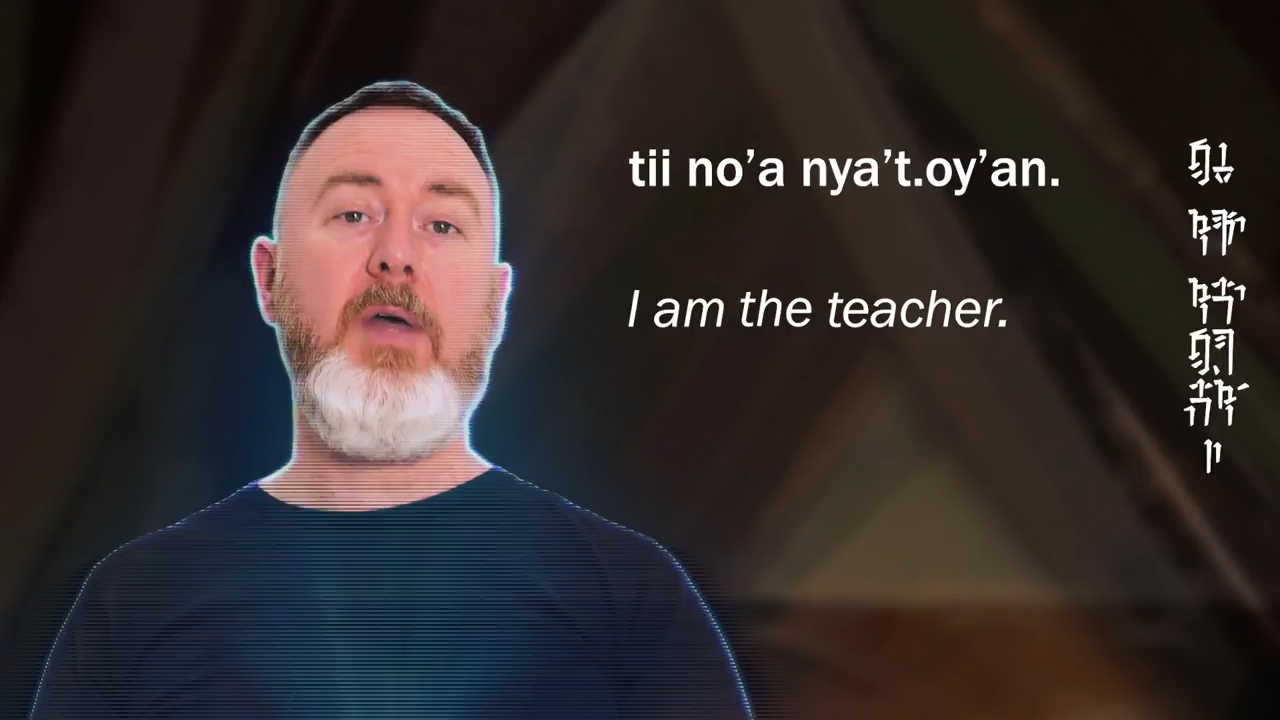 tii no’a nya’t.oy’an.
I am the teacher.